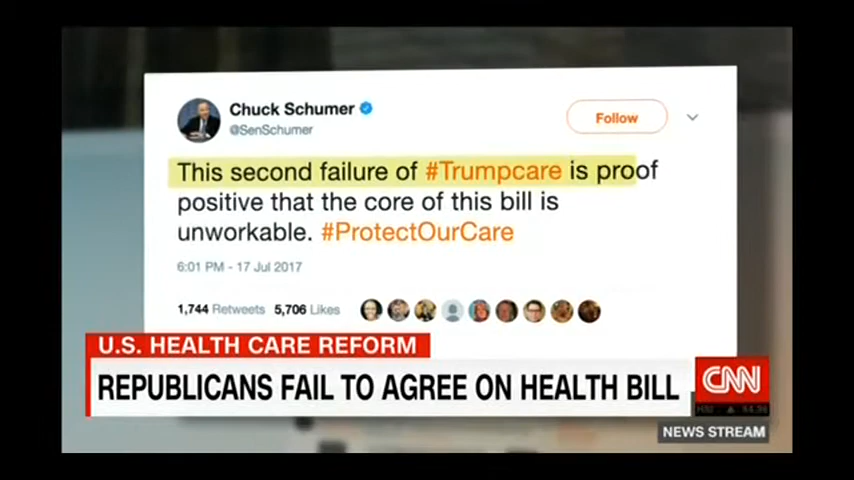 Chuck Schumer
@SenSchumer
Follow
This second failure of #Trumpcare is proof
positive that the core of this bill is
unworkable. #ProtectOurCare
6:01 PM - 17 Jul 2017
1,744 Retweets 5,706 Likes
U.S. HEALTH CARE REFORM
REPUBLICANS FAIL TO AGREE ON HEALTH BILL
CNN
NEWS STREAM